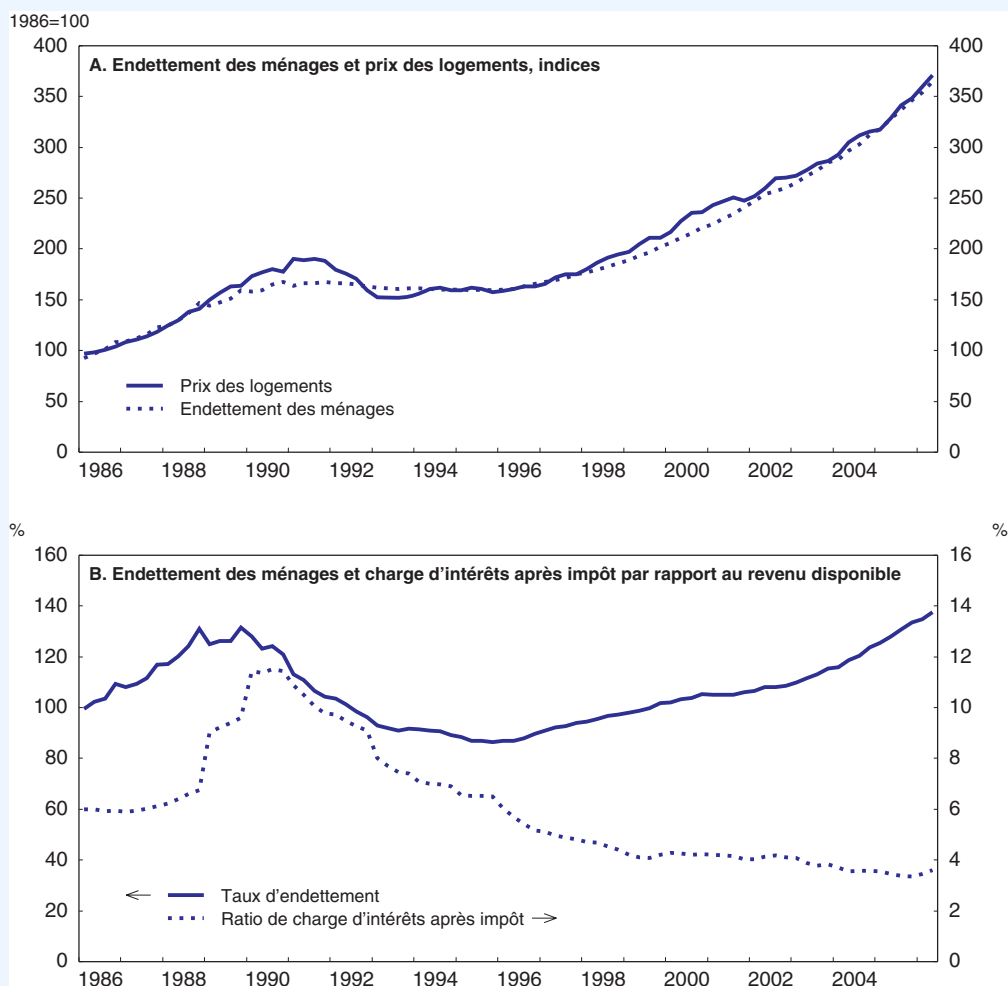 1986=100
400 400
A. Endettement des ménages et prix des logements, indices
350 350
300 300
250 250
200 200
150 150
100 100
Prix des logements
50 Endettement des ménages 50
0 0
1986 1988 1990 1992 1994 1996 1998 2000 2002 2004
% %
160 16
B. Endettement des ménages et charge d'intérêts après impôt par rapport au revenu disponible
140 14
120 12
100 10
80 8
60 6
40 4
Taux d'endettement
20 Ratio de charge d'intérêts après impôt 2
0 0
1986 1988 1990 1992 1994 1996 1998 2000 2002 2004